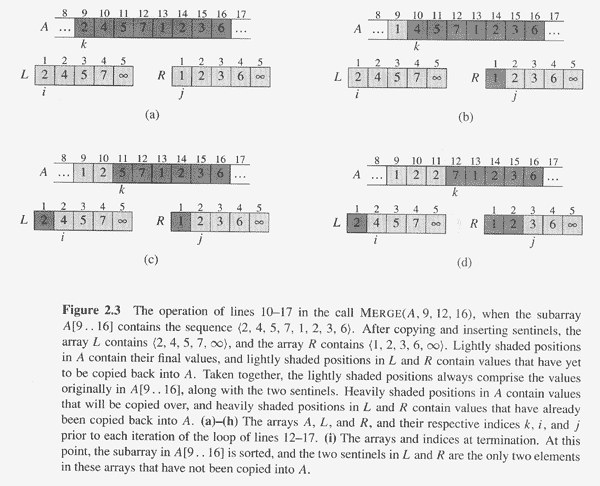 8 9 10 11 12 13 14 15 16 17
A ... 2 4 5 7 1 2 3 6 ...
k
1 2 3 4 5
L 2 4 5 7 ∞
i
1 2 3 4 5
R 1 2 3 6 ∞
j
(a)
8 9 10 11 12 13 14 15 16 17
A ... 1 4 5 7 1 2 3 6 ...
k
1 2 3 4 5
L 2 4 5 7 ∞
i
1 2 3 4 5
R 1 2 3 6 ∞
j
(b)
8 9 10 11 12 13 14 15 16 17
A ... 1 2 5 7 1 2 3 6 ...
k
1 2 3 4 5
L 2 4 5 7 ∞
i
1 2 3 4 5
R 1 2 3 6 ∞
j
(c)
8 9 10 11 12 13 14 15 16 17
A ... 1 2 2 7 1 2 3 6 ...
k
1 2 3 4 5
L 2 4 5 7 ∞
i
1 2 3 4 5
R 1 2 3 6 ∞
j
(d)
Figure 2.3 The operation of lines 10–17 in the call MERGE(A, 9, 12, 16), when the subarray
A[9 . . 16] contains the sequence ⟨2, 4, 5, 7, 1, 2, 3, 6⟩. After copying and inserting sentinels, the
array L contains ⟨2, 4, 5, 7, ∞⟩, and the array R contains ⟨1, 2, 3, 6, ∞⟩. Lightly shaded positions
in A contain their final values, and lightly shaded positions in L and R contain values that have yet
to be copied back into A. Taken together, the lightly shaded positions always comprise the values
originally in A[9 . . 16], along with the two sentinels. Heavily shaded positions in A contain values
that will be copied over, and heavily shaded positions in L and R contain values that have already
been copied back into A. (a)–(h) The arrays A, L, and R, and their respective indices k, i, and j
prior to each iteration of the loop of lines 12–17. (i) The arrays and indices at termination. At this
point, the subarray in A[9 . . 16] is sorted, and the two sentinels in L and R are the only two elements
in these arrays that have not been copied into A.